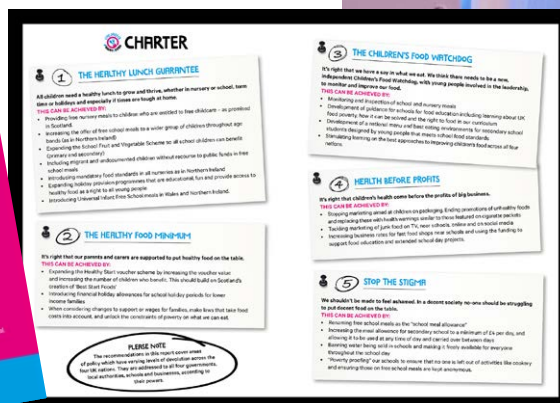 CHARTER
1 THE HEALTHY LUNCH GUARANTEE
All children need a healthy lunch to grow and thrive, whether in nursery or school, term
time or holidays and especially if times are tough at home.
THIS CAN BE ACHIEVED BY:
• Providing free nursery meals to children who are entitled to free childcare – as promised
in Scotland.
• Increasing the offer of free school meals to a wider group of children throughout age
bands (as in Northern Ireland)
• Expanding the School Fruit and Vegetable Scheme so all school children can benefit
(primary and secondary)
• Including migrant and undocumented children without recourse to public funds in free
school meals
• Introducing mandatory food standards in all nurseries as in Northern Ireland
• Expanding holiday provision programmes that are educational, fun and provide access to
healthy food as a right to all young people.
• Introducing Universal Infant Free School meals in Wales and Northern Ireland.
2 THE HEALTHY FOOD MINIMUM
It's right that our parents and carers are supported to put healthy food on the table.
THIS CAN BE ACHIEVED BY:
• Expanding the Healthy Start voucher scheme by increasing the voucher value
and increasing the number of children who benefit. This should build on Scotland's
creation of 'Best Start Foods'
• Introducing financial holiday allowances for school holiday periods for lower
income families
• When considering changes to support or wages for families, make lives that take food
costs into account, and unlock the constraints of poverty on what we can eat.
PLEASE NOTE
The recommendations in this report cover areas
of policy which have varying levels of devolution across the
four UK nations. They are addressed to all four governments,
local authorities, schools and businesses, according to
their powers.
3 THE CHILDREN'S FOOD WATCHDOG
It's right that we have a say in what we eat. We think there needs to be a new,
independent Children's Food Watchdog, with young people involved in the leadership,
to monitor and improve our food.
THIS CAN BE ACHIEVED BY:
• Monitoring and inspection of school and nursery meals
• Development of guidance for schools for food education including learning about UK
food poverty, how it can be solved and the right to food in our curriculum
• Development of a national menu and best eating environments for secondary school
students designed by young people that meets school food standards
• Stimulating learning on the best approaches to improving children's food across all four
nations.
4 HEALTH BEFORE PROFITS
It's right that children's health come before the profits of big business.
THIS CAN BE ACHIEVED BY:
• Stopping marketing aimed at children on packaging. Ending promotions of unhealthy foods
and replacing these with health warnings similar to those featured on cigarette packets
• Tackling marketing of junk food on TV, near schools, online and on social media
• Increasing business rates for fast food shops near schools and using the funding to
support food education and extended school day projects.
5 STOP THE STIGMA
We shouldn't be made to feel ashamed. In a decent society no-one should be struggling
to put decent food on the table.
THIS CAN BE ACHIEVED BY:
• Renaming free school meals as the "school meal allowance"
• Increasing the meal allowance for secondary school to a minimum of £4 per day, and
allowing it to be used at any time of day and carried over between days
• Banning water being sold in schools and making it freely available for everyone
throughout the school day
• "Poverty proofing" our schools to ensure that no one is left out of activities like cookery
and ensuring those on free school meals are kept anonymous.